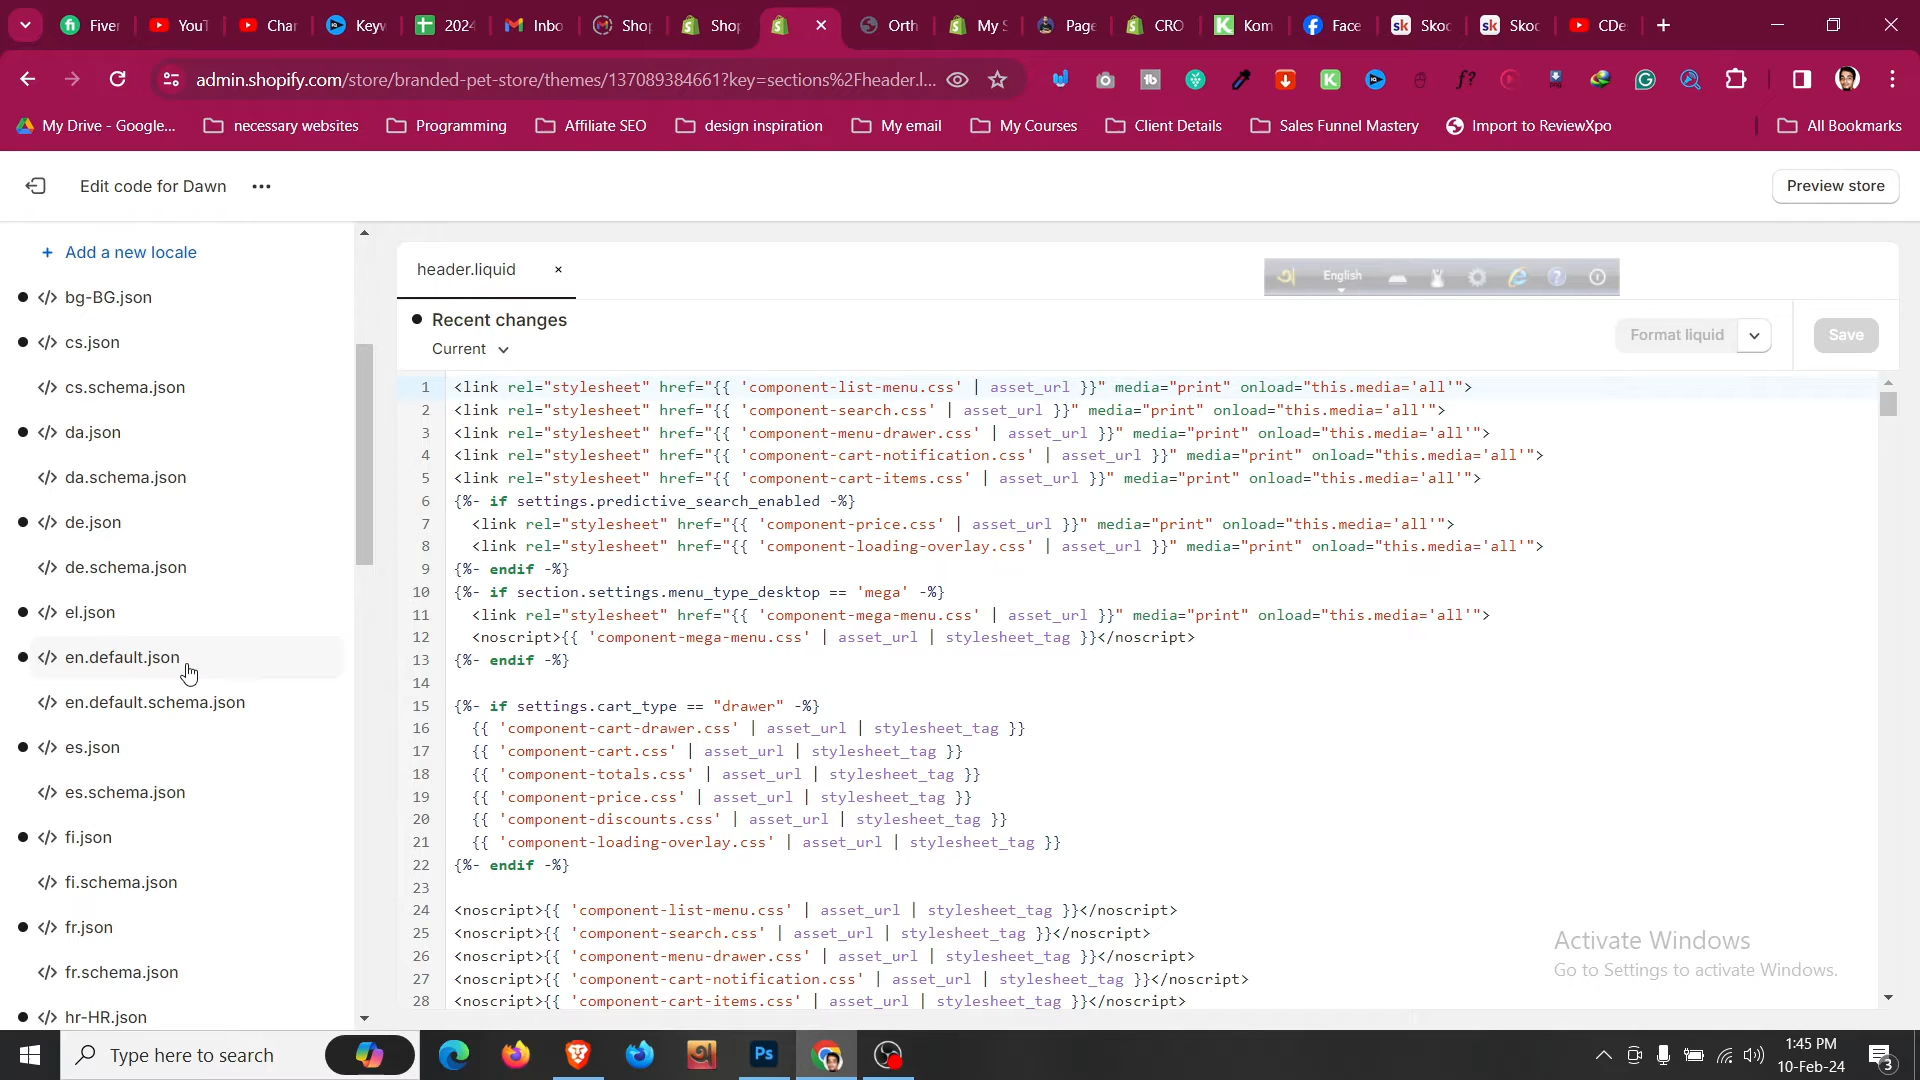 Fiver
YouT
Char
Keyw
2024
Inbo
Shop
Shop
Orth
My S
Page
CRO
Kom
Face
Skoo
Skoo
CDe
admin.shopify.com/store/branded-pet-store/themes/137089384661?key=sections%2Fheader.l...
My Drive - Google...
necessary websites
Programming
Affiliate SEO
design inspiration
My email
My Courses
Client Details
Sales Funnel Mastery
Import to ReviewXpo
All Bookmarks
Edit code for Dawn
Preview store
+ Add a new locale
</> bg-BG.json
</> cs.json
</> cs.schema.json
</> da.json
</> da.schema.json
</> de.json
</> de.schema.json
</> el.json
</> en.default.json
</> en.default.schema.json
</> es.json
</> es.schema.json
</> fi.json
</> fi.schema.json
</> fr.json
</> fr.schema.json
</> hr-HR.json
header.liquid
English
Recent changes
Current
Format liquid
Save
1 <link rel="stylesheet" href="{{ 'component-list-menu.css' | asset_url }}" media="print" onload="this.media='all'">
2 <link rel="stylesheet" href="{{ 'component-search.css' | asset_url }}" media="print" onload="this.media='all'">
3 <link rel="stylesheet" href="{{ 'component-menu-drawer.css' | asset_url }}" media="print" onload="this.media='all'">
4 <link rel="stylesheet" href="{{ 'component-cart-notification.css' | asset_url }}" media="print" onload="this.media='all'">
5 <link rel="stylesheet" href="{{ 'component-cart-items.css' | asset_url }}" media="print" onload="this.media='all'">
6 {%- if settings.predictive_search_enabled -%}
7 <link rel="stylesheet" href="{{ 'component-price.css' | asset_url }}" media="print" onload="this.media='all'">
8 <link rel="stylesheet" href="{{ 'component-loading-overlay.css' | asset_url }}" media="print" onload="this.media='all'">
9 {%- endif -%}
10 {%- if section.settings.menu_type_desktop == 'mega' -%}
11 <link rel="stylesheet" href="{{ 'component-mega-menu.css' | asset_url }}" media="print" onload="this.media='all'">
12 <noscript>{{ 'component-mega-menu.css' | asset_url | stylesheet_tag }}</noscript>
13 {%- endif -%}
14
15 {%- if settings.cart_type == "drawer" -%}
16 {{ 'component-cart-drawer.css' | asset_url | stylesheet_tag }}
17 {{ 'component-cart.css' | asset_url | stylesheet_tag }}
18 {{ 'component-totals.css' | asset_url | stylesheet_tag }}
19 {{ 'component-price.css' | asset_url | stylesheet_tag }}
20 {{ 'component-discounts.css' | asset_url | stylesheet_tag }}
21 {{ 'component-loading-overlay.css' | asset_url | stylesheet_tag }}
22 {%- endif -%}
23
24 <noscript>{{ 'component-list-menu.css' | asset_url | stylesheet_tag }}</noscript>
25 <noscript>{{ 'component-search.css' | asset_url | stylesheet_tag }}</noscript>
26 <noscript>{{ 'component-menu-drawer.css' | asset_url | stylesheet_tag }}</noscript>
27 <noscript>{{ 'component-cart-notification.css' | asset_url | stylesheet_tag }}</noscript>
28 <noscript>{{ 'component-cart-items.css' | asset_url | stylesheet_tag }}</noscript>
Activate Windows
Go to Settings to activate Windows.
Type here to search
Ps
1:45 PM
10-Feb-24
3